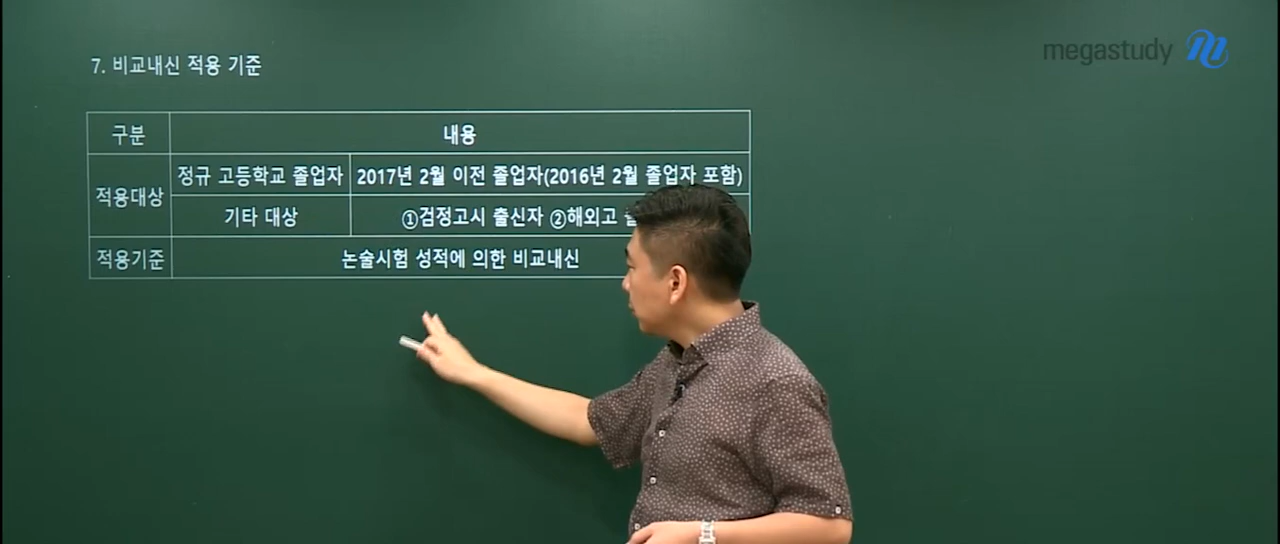 megastudy
7. 비교내신 적용 기준
구분 내용
적용대상 정규 고등학교 졸업자 2017년 2월 이전 졸업자(2016년 2월 졸업자 포함)
기타 대상 ①검정고시 출신자 ②해외고
적용기준 논술시험 성적에 의한 비교내신